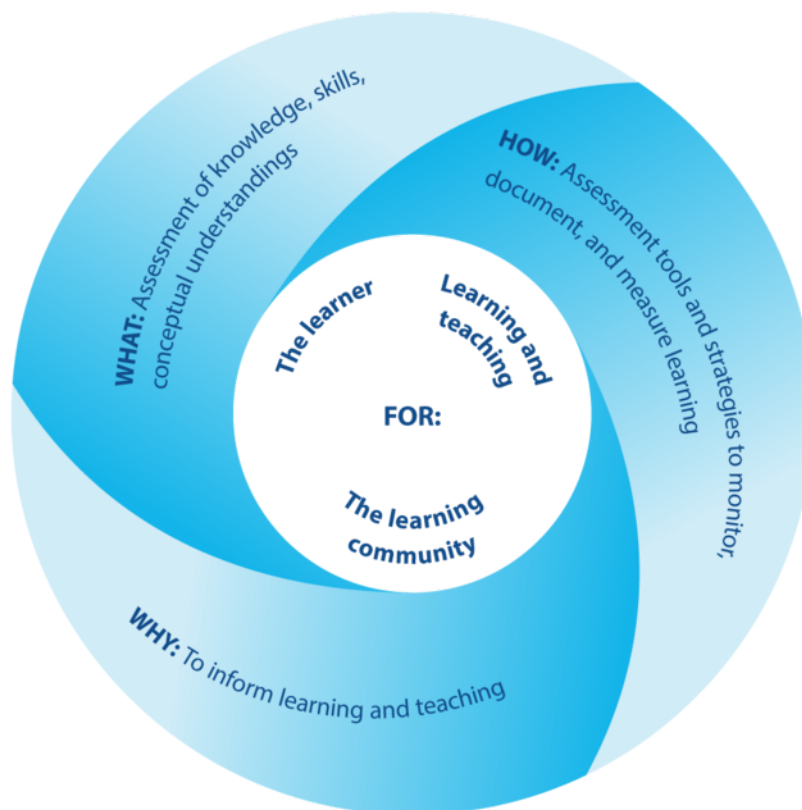 WHAT: Assessment of knowledge, skills,
conceptual understandings
HOW: Assessment tools and strategies to monitor,
document, and measure learning
The learner
Learning and
teaching
FOR:
The learning
community
WHY: To inform learning and teaching